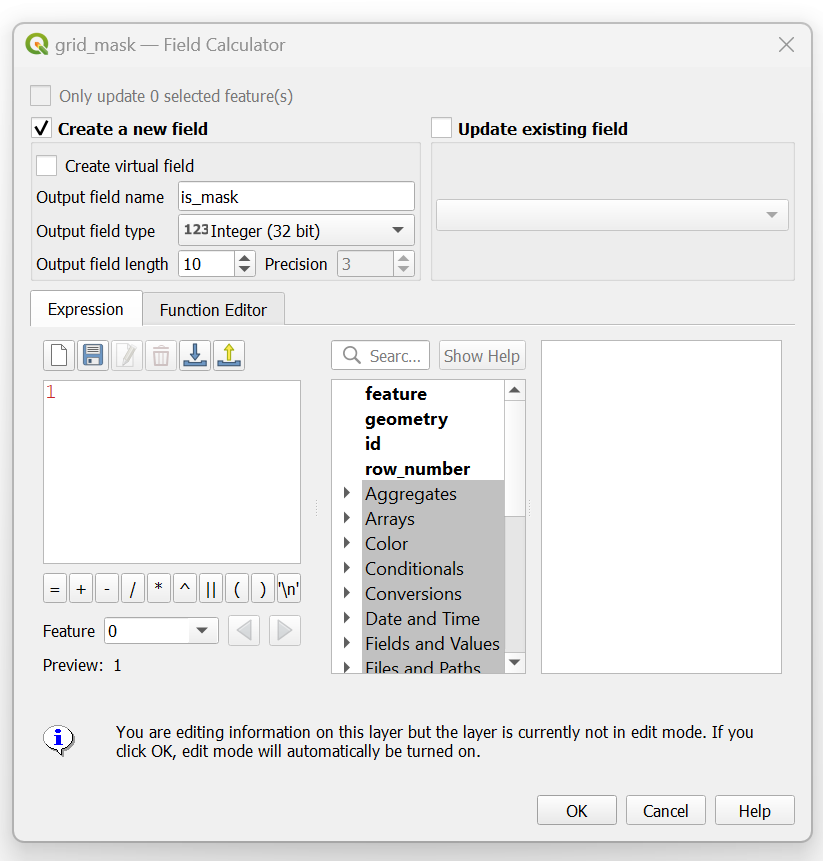 grid_mask — Field Calculator
Only update 0 selected feature(s)
Create a new field
Update existing field
Create virtual field
Output field name is_mask
Output field type 123 Integer (32 bit)
Output field length 10 Precision 3
Expression
Function Editor
Searc...
Show Help
1
feature
geometry
id
row_number
Aggregates
Arrays
Color
Conditionals
Conversions
Date and Time
Fields and Values
Files and Paths
= + - / * ^ || ( ) '\n'
Feature 0
Preview: 1
You are editing information on this layer but the layer is currently not in edit mode. If you
click OK, edit mode will automatically be turned on.
OK
Cancel
Help